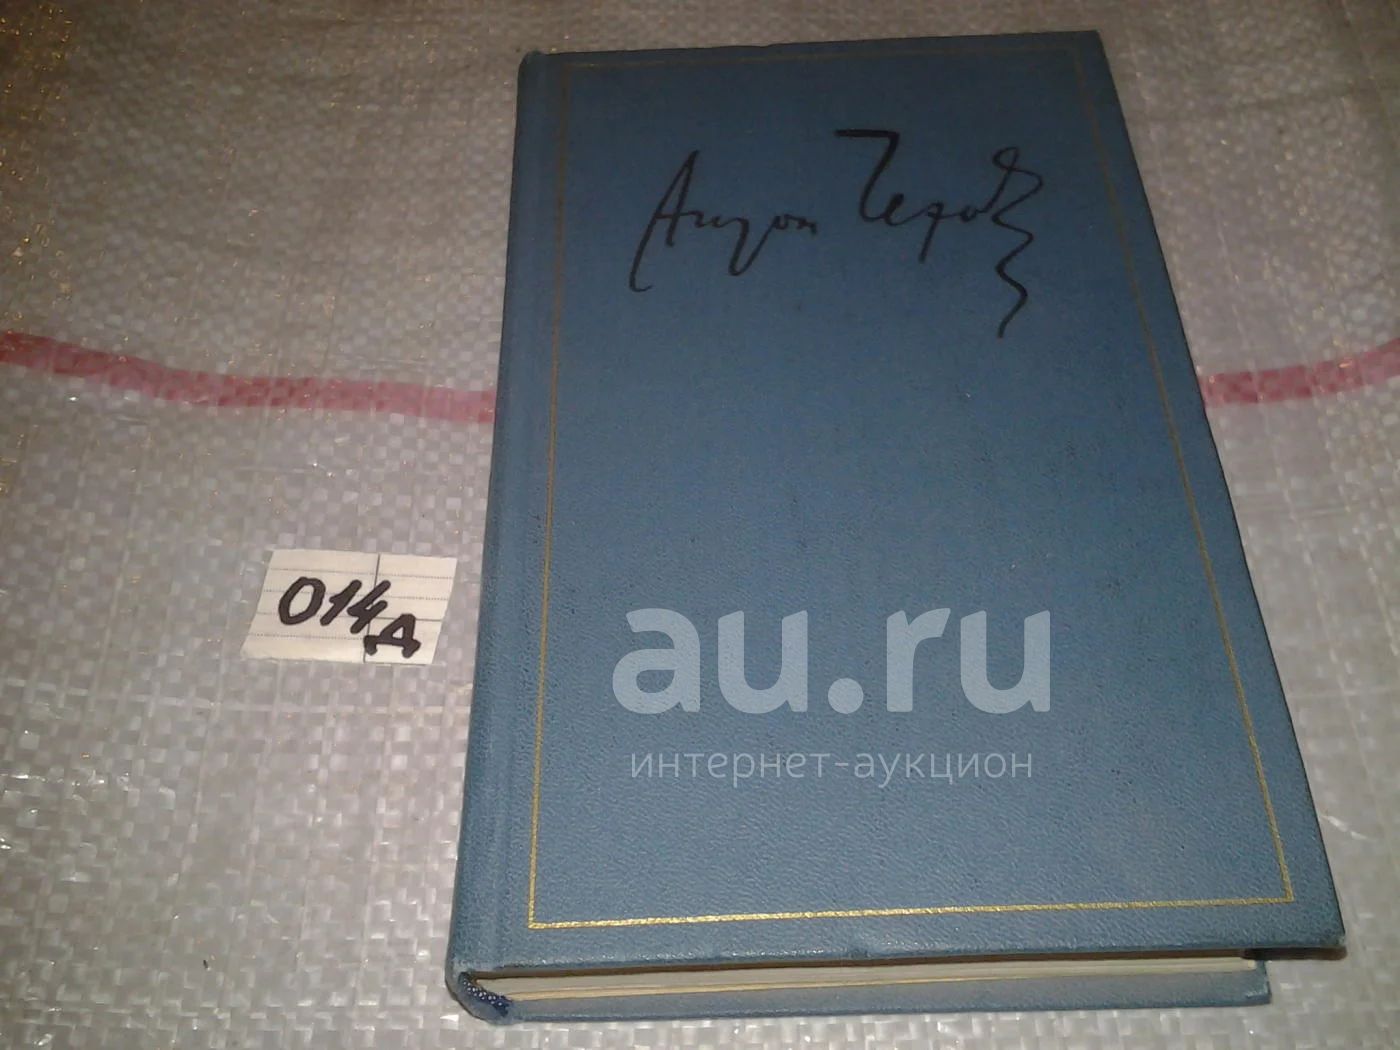 Антон Чехов
014д
au.ru
интернет-аукцион